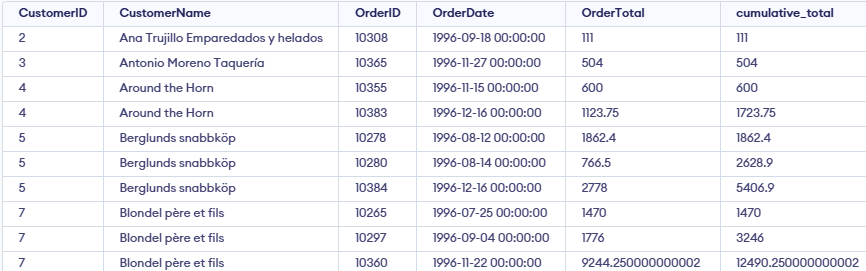 CustomerID CustomerName OrderID OrderDate OrderTotal cumulative_total
2 Ana Trujillo Emparedados y helados 10308 1996-09-18 00:00:00 111 111
3 Antonio Moreno Taquería 10365 1996-11-27 00:00:00 504 504
4 Around the Horn 10355 1996-11-15 00:00:00 600 600
4 Around the Horn 10383 1996-12-16 00:00:00 1123.75 1723.75
5 Berglunds snabbköp 10278 1996-08-12 00:00:00 1862.4 1862.4
5 Berglunds snabbköp 10280 1996-08-14 00:00:00 766.5 2628.9
5 Berglunds snabbköp 10384 1996-12-16 00:00:00 2778 5406.9
7 Blondel père et fils 10265 1996-07-25 00:00:00 1470 1470
7 Blondel père et fils 10297 1996-09-04 00:00:00 1776 3246
7 Blondel père et fils 10360 1996-11-22 00:00:00 9244.250000000002 12490.250000000002